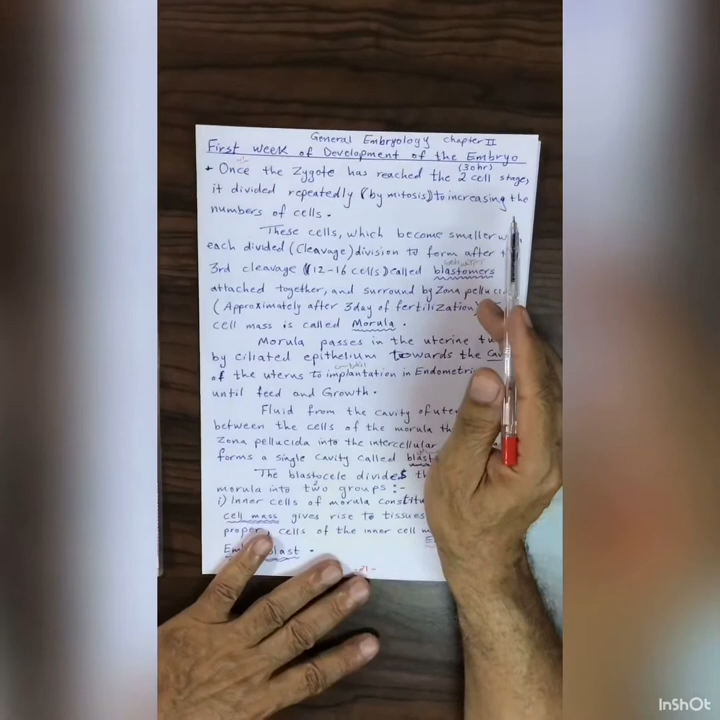 General Embryology chapter II
First week of Development of the Embryo
(30hr)
+ Once the Zygote has reached the 2 cell stage,
it divided repeatedly (by mitosis) to increasing the
numbers of cells.
These cells, which become smaller
each divided (Cleavage) division to form after
3rd cleavage (12-16 cells) called blastomers
attached together, and surround by Zona
(Approximately after 3day of fertilization)
cell mass is called Morula.
Morula passes in the uterine
by ciliated epithelium towards the
of the uterus to implantation in
until feed and Growth.
Fluid from the cavity of
between the cells of the morula
Zona pellucida into the intercellular
forms a single cavity called
The blastocele divides
morula into two groups :-
i) Inner cells of morula
cell mass gives rise to tissues
proper, cells of the inner cell
-21-
InShOt